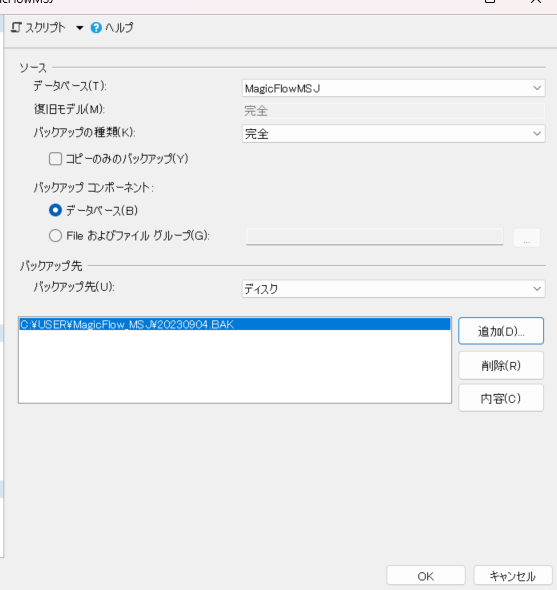 スクリプト ヘルプ
ソース
データベース(T): MagicFlowMSJ
復旧モデル(M): 完全
バックアップの種類(K): 完全
コピーのみのバックアップ(Y)
バックアップ コンポーネント:
データベース(B)
File およびファイル グループ(G): ...
バックアップ先
バックアップ先(U): ディスク
C:¥USER¥MagicFlow_MSJ¥20230904.BAK
追加(D)...
削除(R)
内容(C)
OK キャンセル